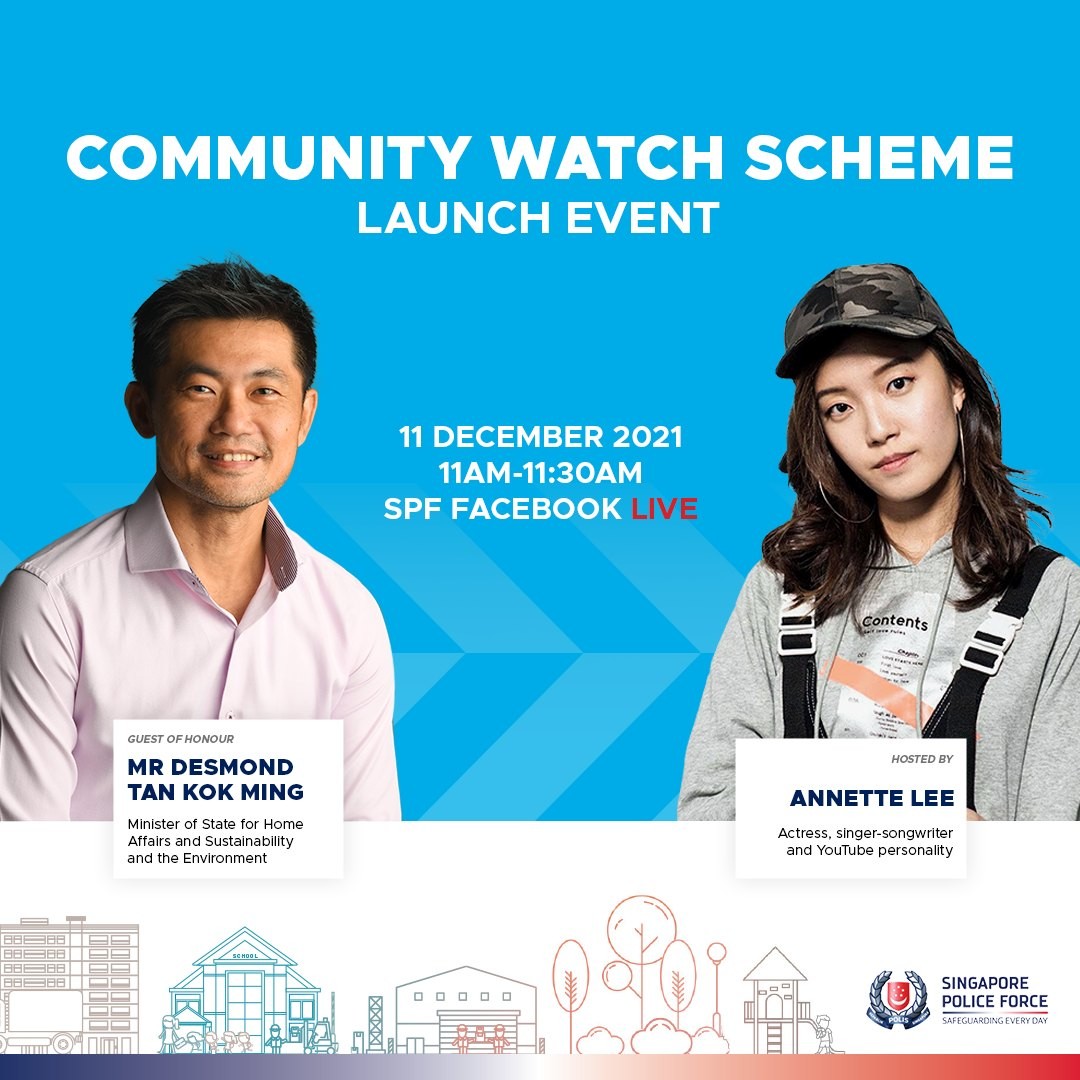 COMMUNITY WATCH SCHEME
LAUNCH EVENT
11 DECEMBER 2021
11AM-11:30AM
SPF FACEBOOK LIVE
Contents
GUEST OF HONOUR
MR DESMOND
TAN KOK MING
Minister of State for Home
Affairs and Sustainability
and the Environment
HOSTED BY
ANNETTE LEE
Actress, singer-songwriter
and YouTube personality
SCHOOL
POLIS
SINGAPORE
POLICE FORCE
SAFEGUARDING EVERY DAY